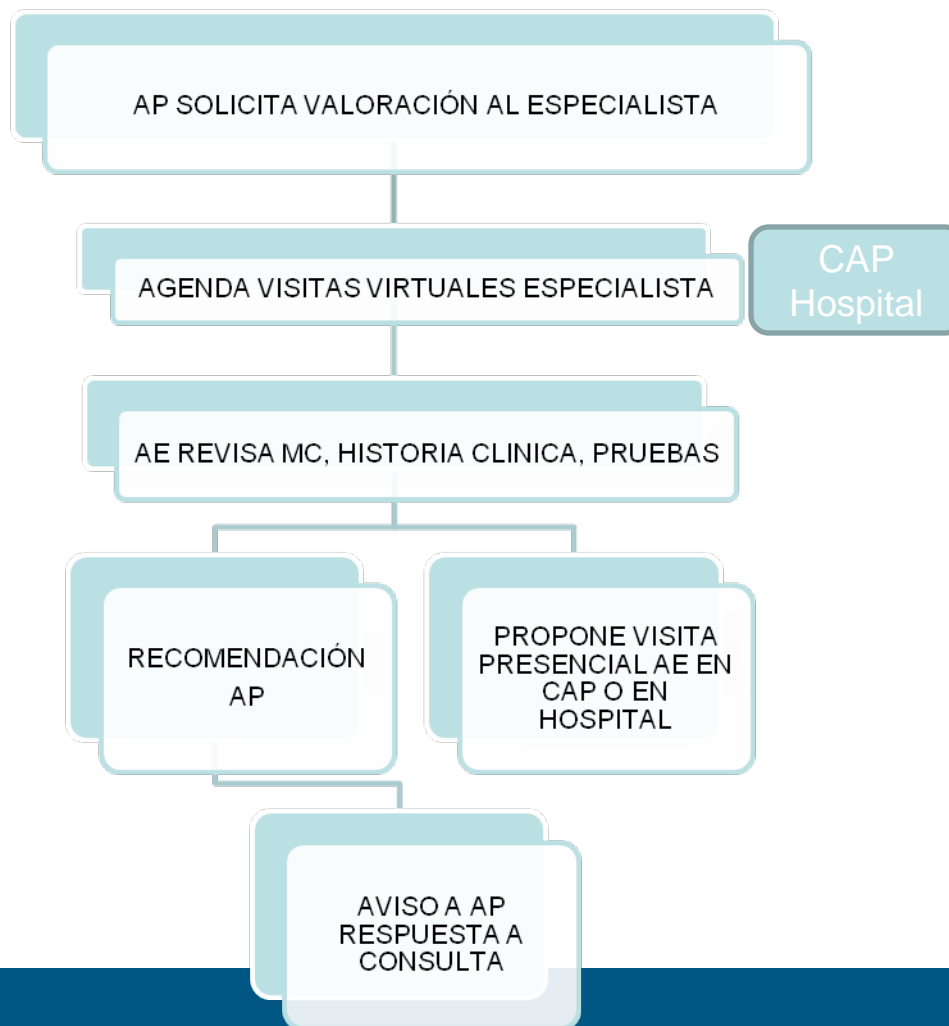 AP SOLICITA VALORACIÓN AL ESPECIALISTA
AGENDA VISITAS VIRTUALES ESPECIALISTA
CAP
Hospital
AE REVISA MC, HISTORIA CLINICA, PRUEBAS
RECOMENDACIÓN
AP
PROPONE VISITA
PRESENCIAL AE EN
CAP O EN
HOSPITAL
AVISO A AP
RESPUESTA A
CONSULTA